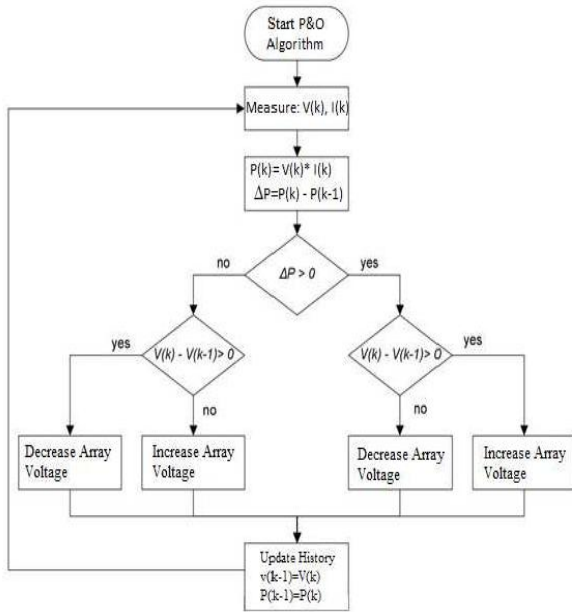 Start P&O
Algorithm
Measure: V(k), I(k)
P(k)= V(k)* I(k)
ΔP=P(k) - P(k-1)
no
ΔP > 0
yes
yes
V(k) - V(k-1)> 0
no
V(k) - V(k-1)> 0
yes
no
Decrease Array
Voltage
Increase Array
Voltage
Decrease Array
Voltage
Increase Array
Voltage
Update History
v(k-1)=V(k)
P(k-1)=P(k)